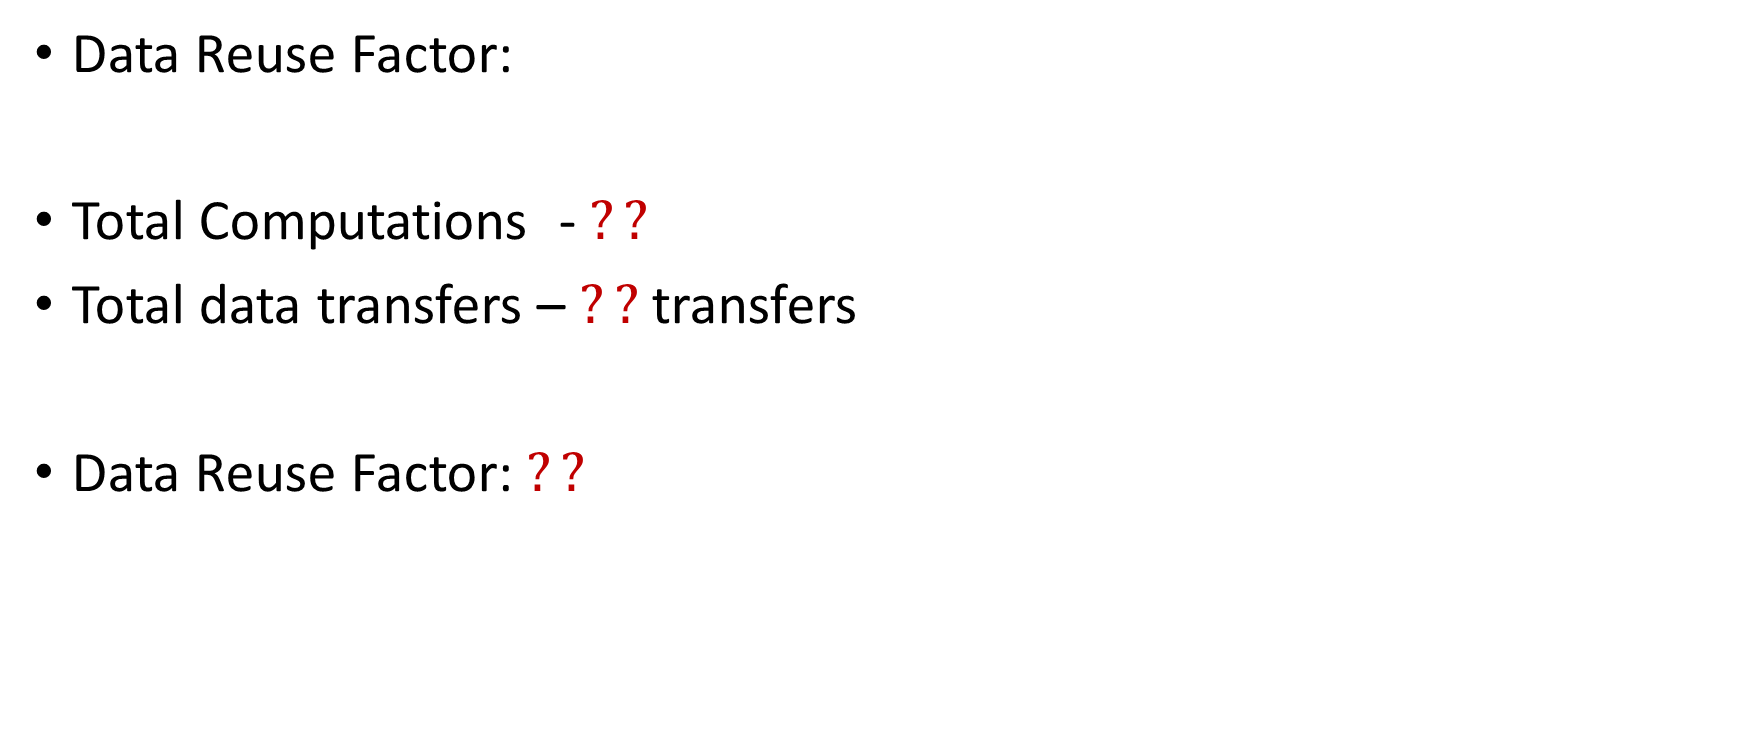 • Data Reuse Factor:
• Total Computations - ??
• Total data transfers – ?? transfers
• Data Reuse Factor: ??